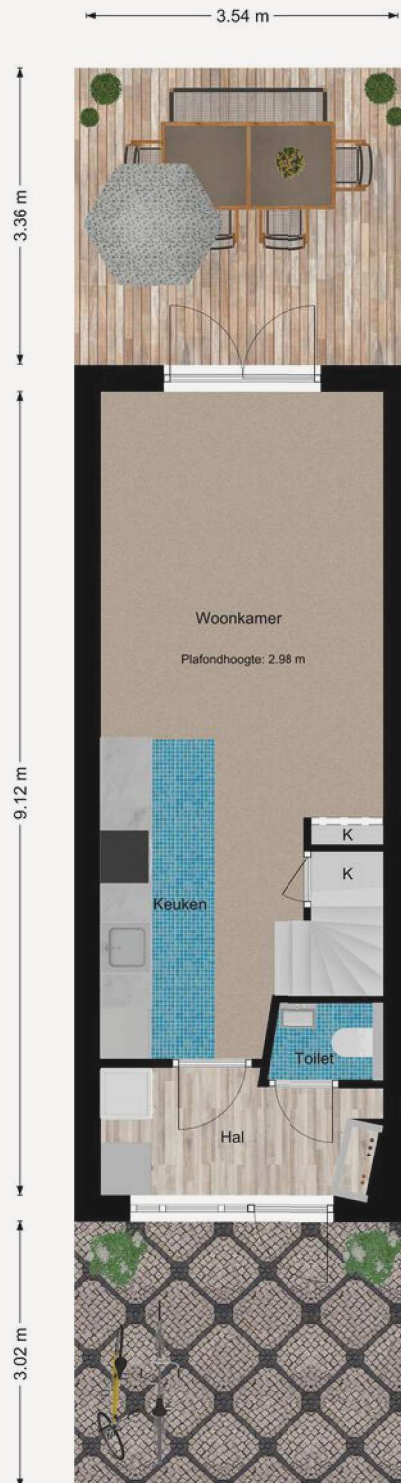 3.54 m
3.36 m
Woonkamer
Plafondhoogte: 2.98 m
9.12 m
K
K
Keuken
Toilet
Hal
3.02 m